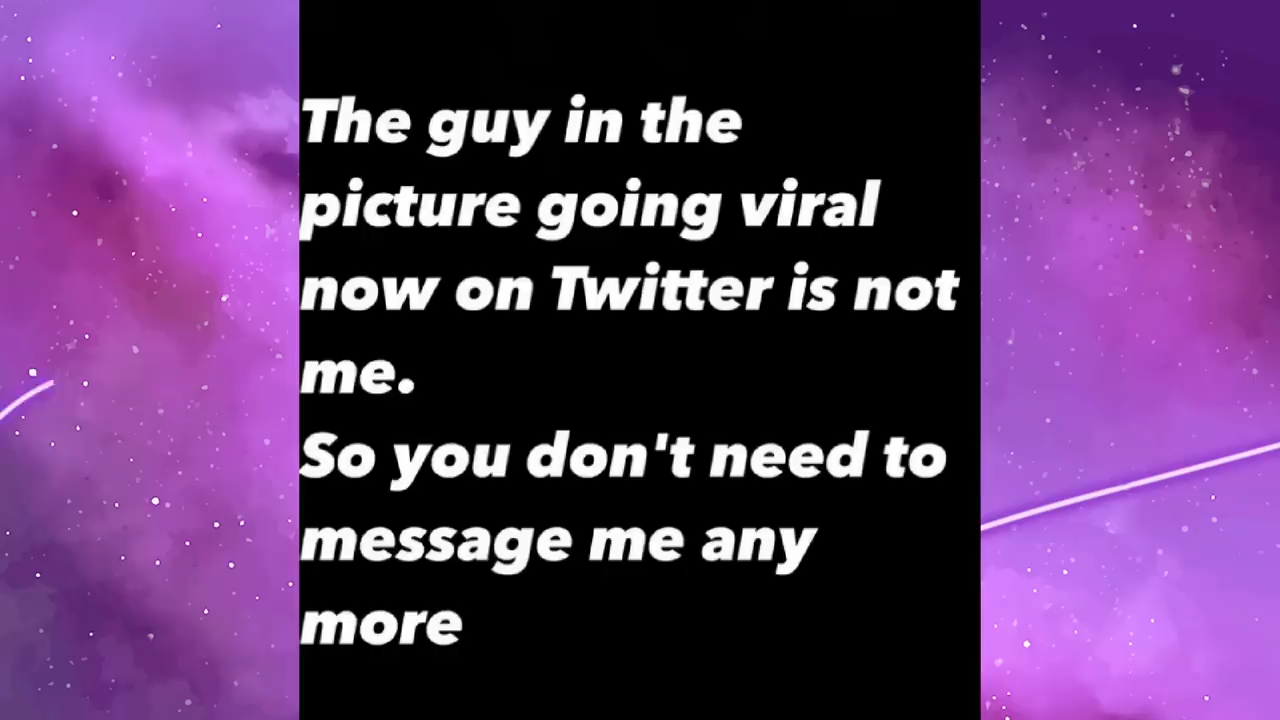 The guy in the
picture going viral
now on Twitter is not
me.
So you don't need to
message me any
more